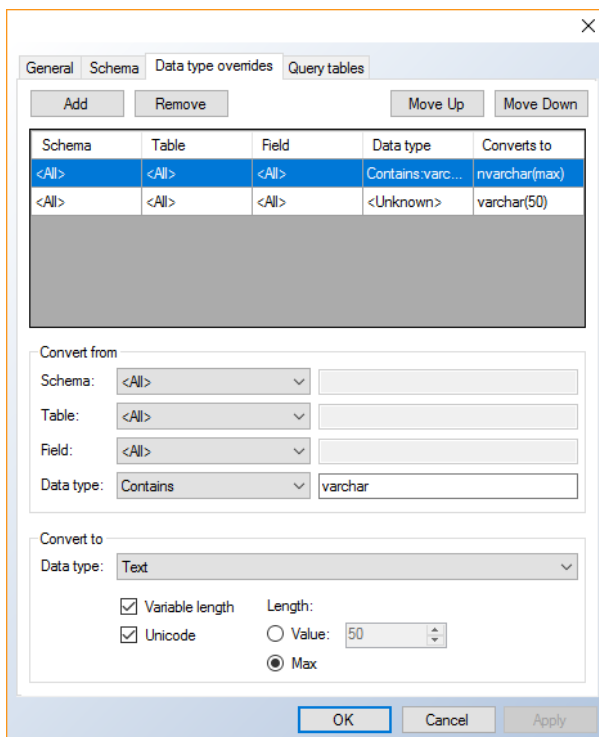 General Schema Data type overrides Query tables
Add Remove Move Up Move Down
Schema Table Field Data type Converts to
<All> <All> <All> Contains:varc... nvarchar(max)
<All> <All> <All> <Unknown> varchar(50)
Convert from
Schema: <All>
Table: <All>
Field: <All>
Data type: Contains varchar
Convert to
Data type: Text
Variable length Length:
Unicode Value: 50
Max
OK Cancel Apply